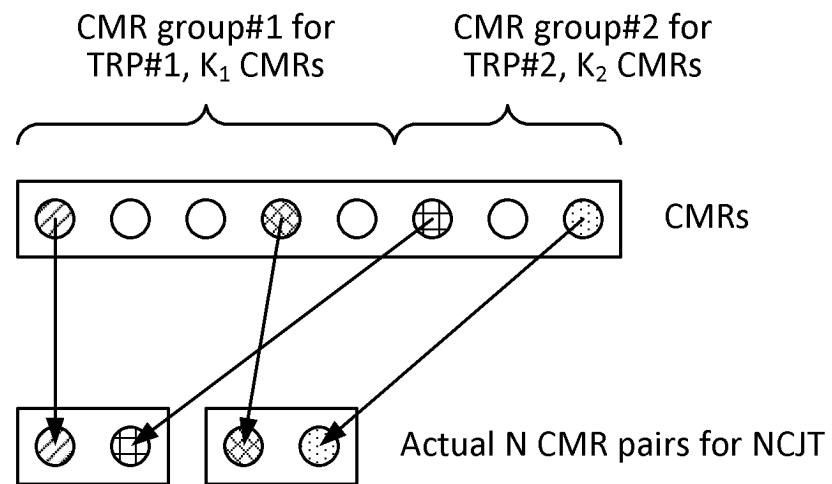 CMR group#1 for
TRP#1, K₁ CMRs
CMR group#2 for
TRP#2, K₂ CMRs
CMRs
Actual N CMR pairs for NCJT